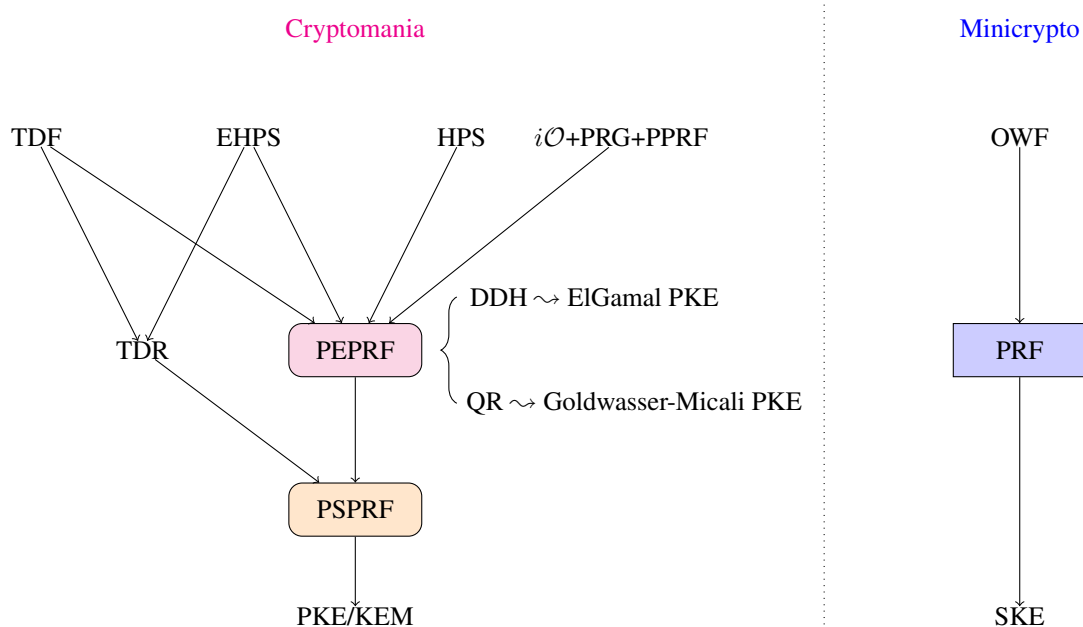 Cryptomania
Minicrypto
TDF
EHPS
HPS
i𝒪+PRG+PPRF
OWF
DDH ⇝ ElGamal PKE
TDR
PEPRF
PRF
QR ⇝ Goldwasser-Micali PKE
PSPRF
PKE/KEM
SKE